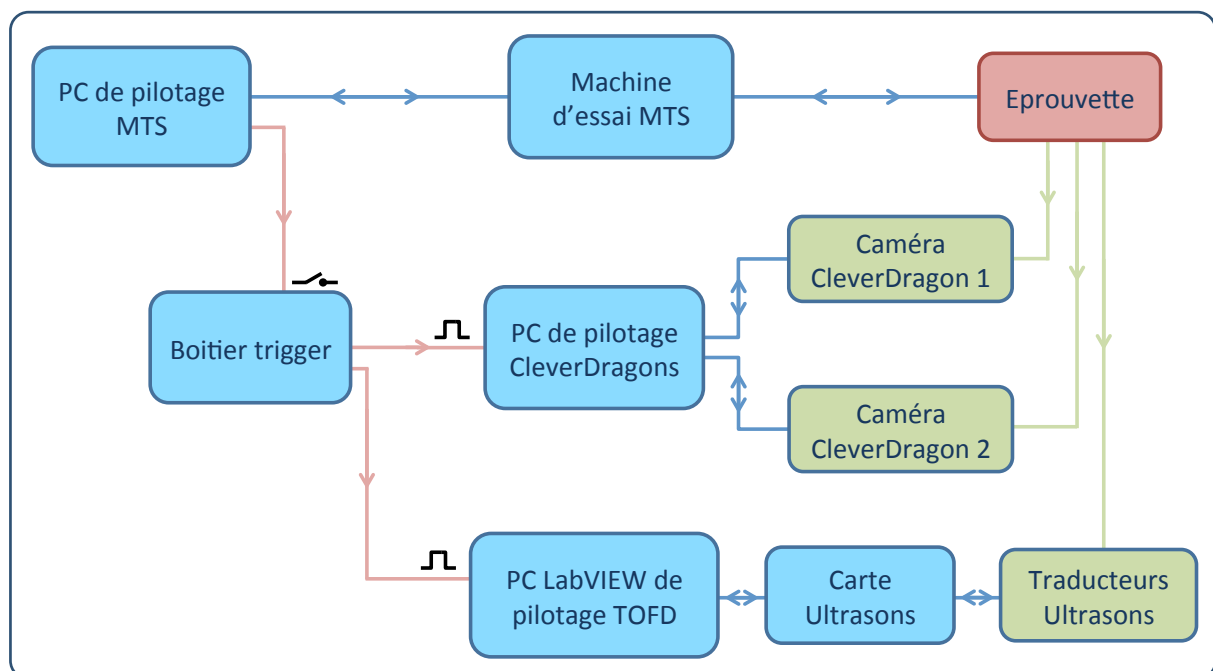 PC de pilotage
MTS
Machine
d’essai MTS
Eprouvette
Caméra
CleverDragon 1
Boitier trigger
PC de pilotage
CleverDragons
Caméra
CleverDragon 2
PC LabVIEW de
pilotage TOFD
Carte
Ultrasons
Traducteurs
Ultrasons